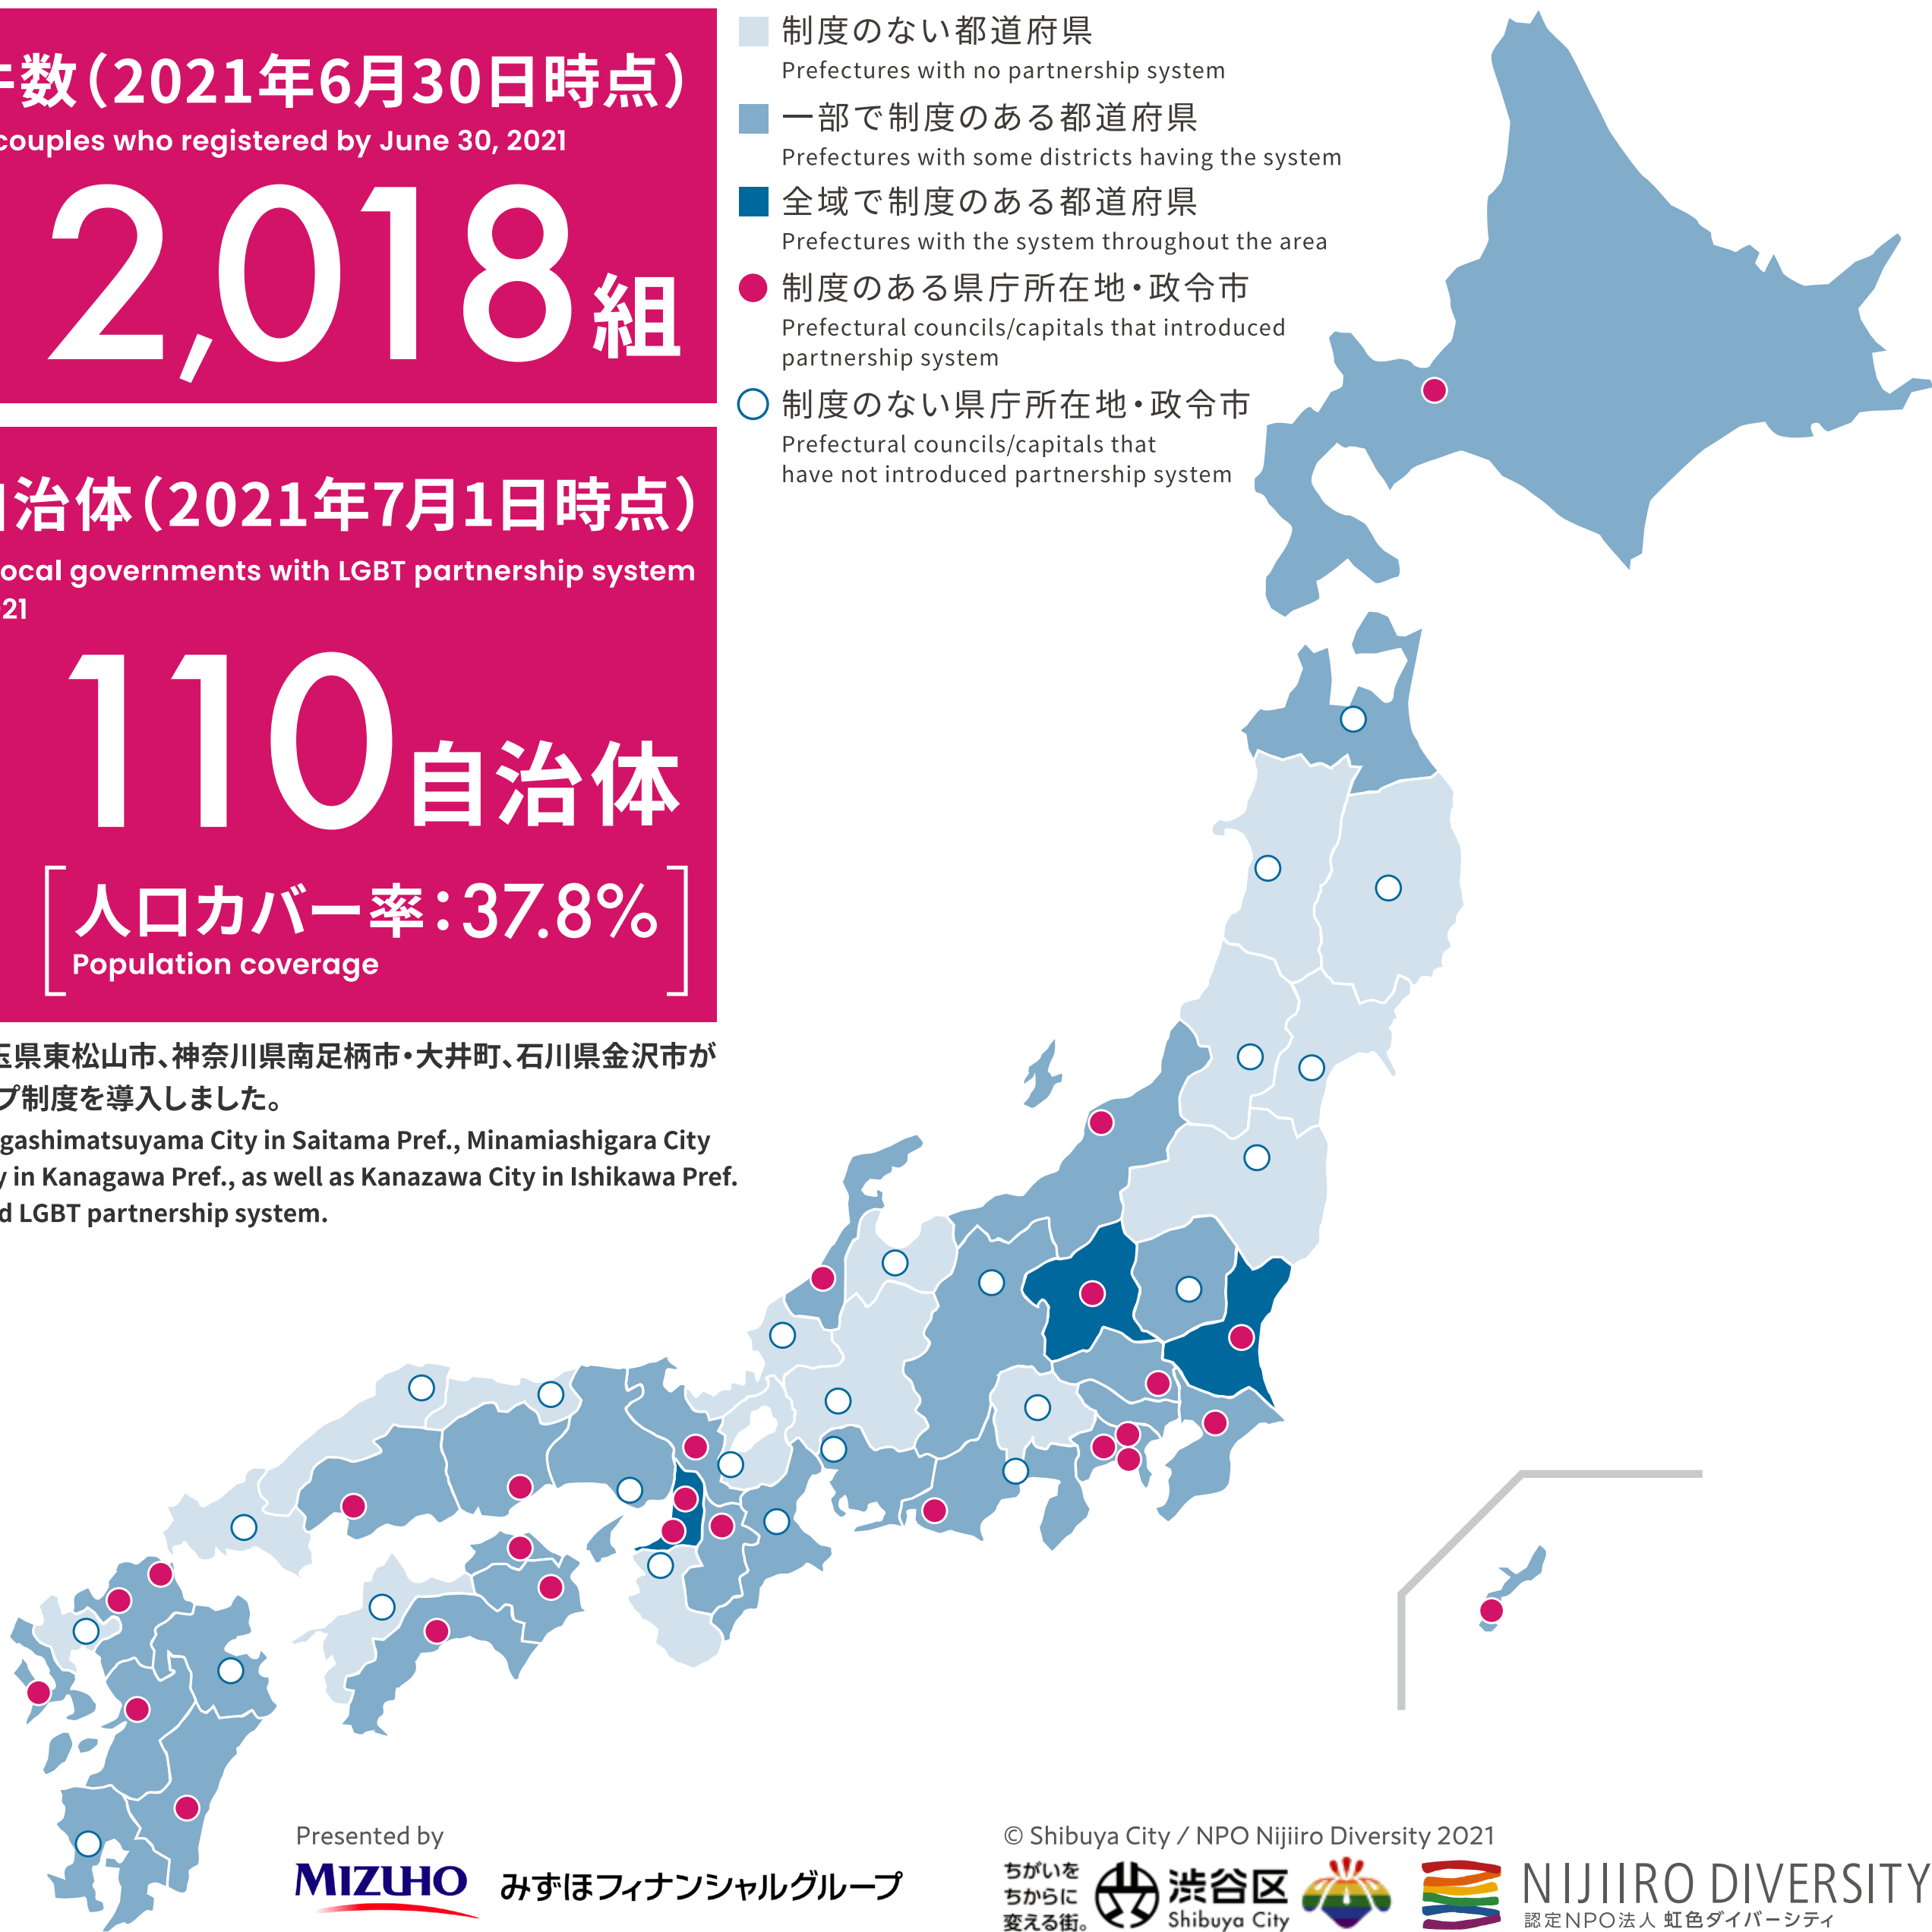 数（2021年6月30日時点）
couples who registered by June 30, 2021
2,018組
自治体（2021年7月1日時点）
local governments with LGBT partnership system
21
110自治体
人口カバー率：37.8%
Population coverage
玉県東松山市、神奈川県南足柄市・大井町、石川県金沢市が
プ制度を導入しました。
gashimatsuyama City in Saitama Pref., Minamiashigara City
y in Kanagawa Pref., as well as Kanazawa City in Ishikawa Pref.
d LGBT partnership system.
制度のない都道府県
Prefectures with no partnership system
一部で制度のある都道府県
Prefectures with some districts having the system
全域で制度のある都道府県
Prefectures with the system throughout the area
制度のある県庁所在地・政令市
Prefectural councils/capitals that introduced
partnership system
制度のない県庁所在地・政令市
Prefectural councils/capitals that
have not introduced partnership system
Presented by
MIZUHO みずほフィナンシャルグループ
© Shibuya City / NPO Nijiiro Diversity 2021
ちがいを
ちからに
変える街。
渋谷区
Shibuya City
NIJIIRO DIVERSITY
認定NPO法人 虹色ダイバーシティ